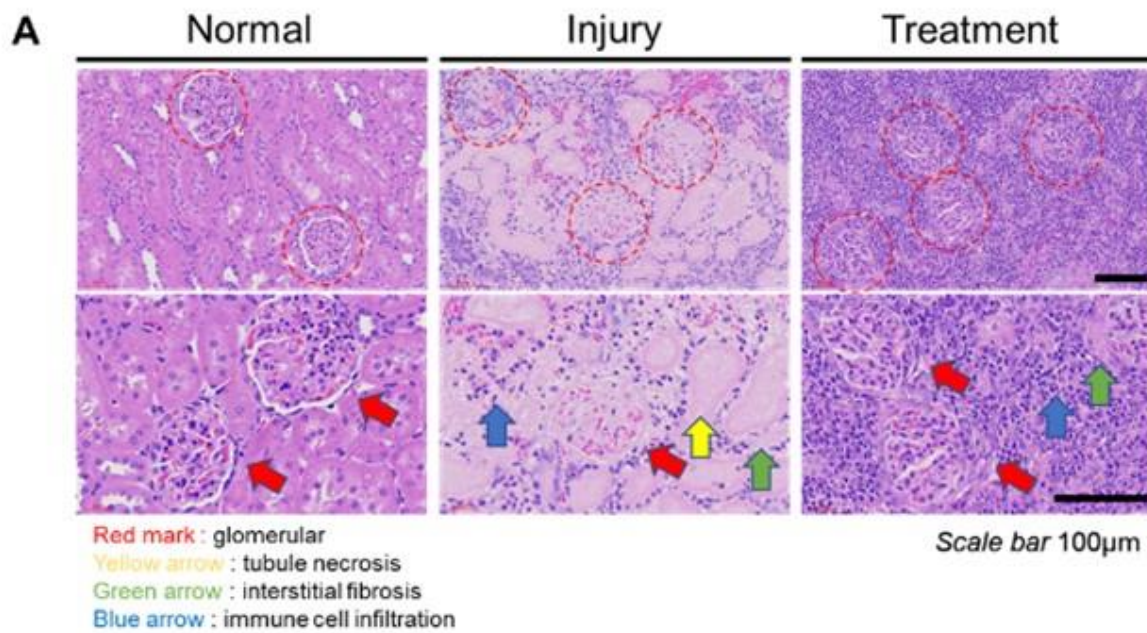 A
Normal Injury Treatment
Red mark : glomerular
Yellow arrow : tubule necrosis
Green arrow : interstitial fibrosis
Blue arrow : immune cell infiltration
Scale bar 100μm